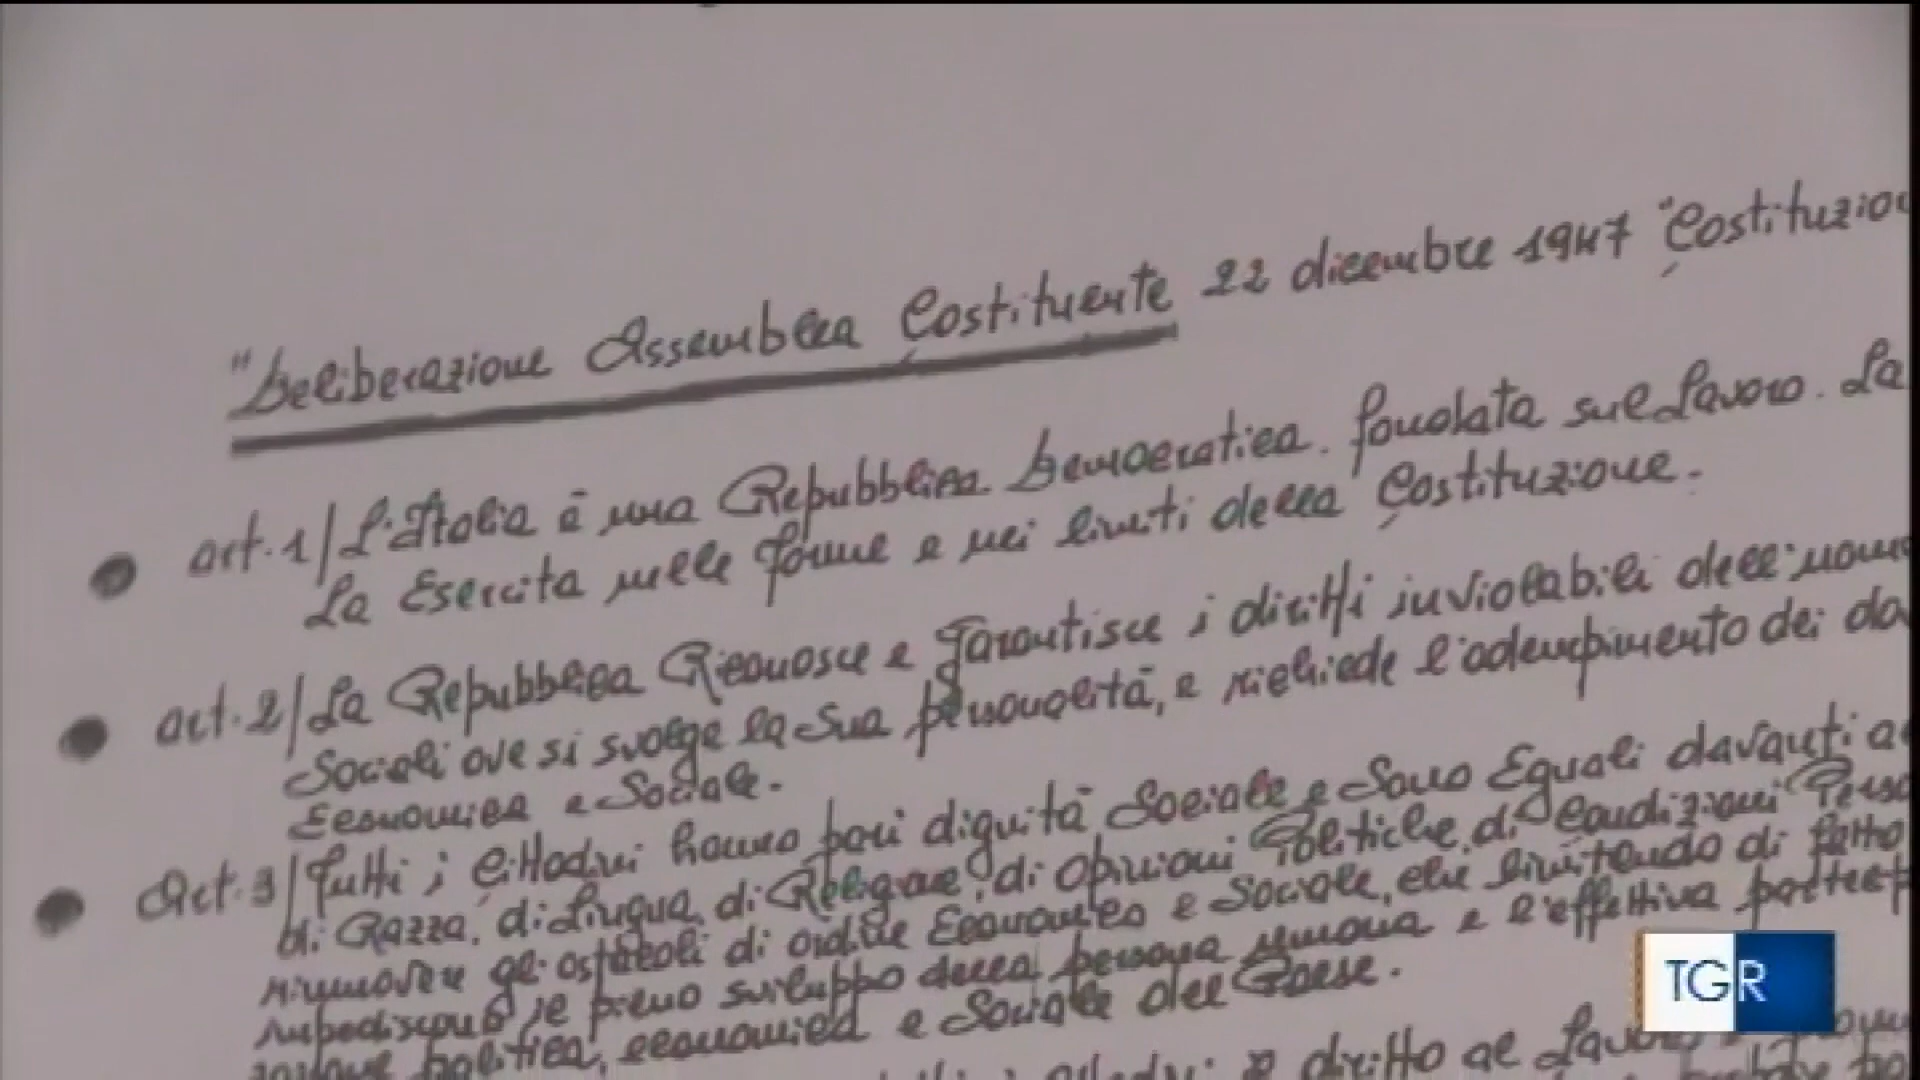 "Deliberazione Assemblea Costituente 22 dicembre 1947 "Costituzio
art. 1/ L'Italia è una Repubblica Democratica. fondata sul lavoro. La
La Esercita nelle forme e nei limiti della Costituzione.
art. 2/ La Repubblica Riconosce e garantisce i diritti inviolabili dell'uomo
Sociali ove si svolge la sua personalità, e richiede l'adempimento dei do
Economica e Sociale.
Art. 3/ Tutti i cittadini hanno pari dignità Sociale e sono Eguali davanti a
di Razza, di Lingua, di Religione, di opinioni Politiche, di Condizioni Perso
rimuovere gli ostacoli di ordine Economico e Sociale, che limitando di fatto
impediscono il pieno sviluppo della persona umana e l'effettiva partecip
politica, economica e Sociale del Paese.
diritto al Lavoro
TGR